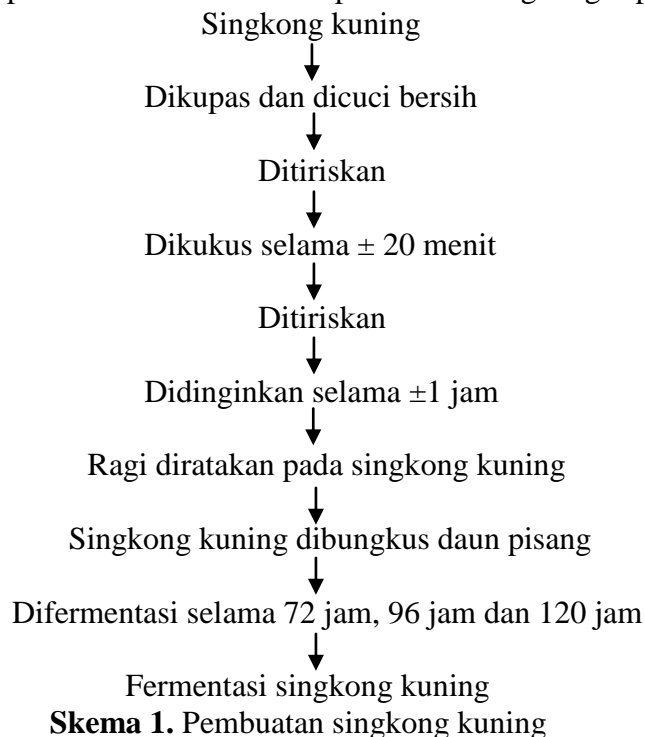 Singkong kuning
Dikupas dan dicuci bersih
Ditiriskan
Dikukus selama ± 20 menit
Ditiriskan
Didinginkan selama ±1 jam
Ragi diratakan pada singkong kuning
Singkong kuning dibungkus daun pisang
Difermentasi selama 72 jam, 96 jam dan 120 jam
Fermentasi singkong kuning
Skema 1. Pembuatan singkong kuning